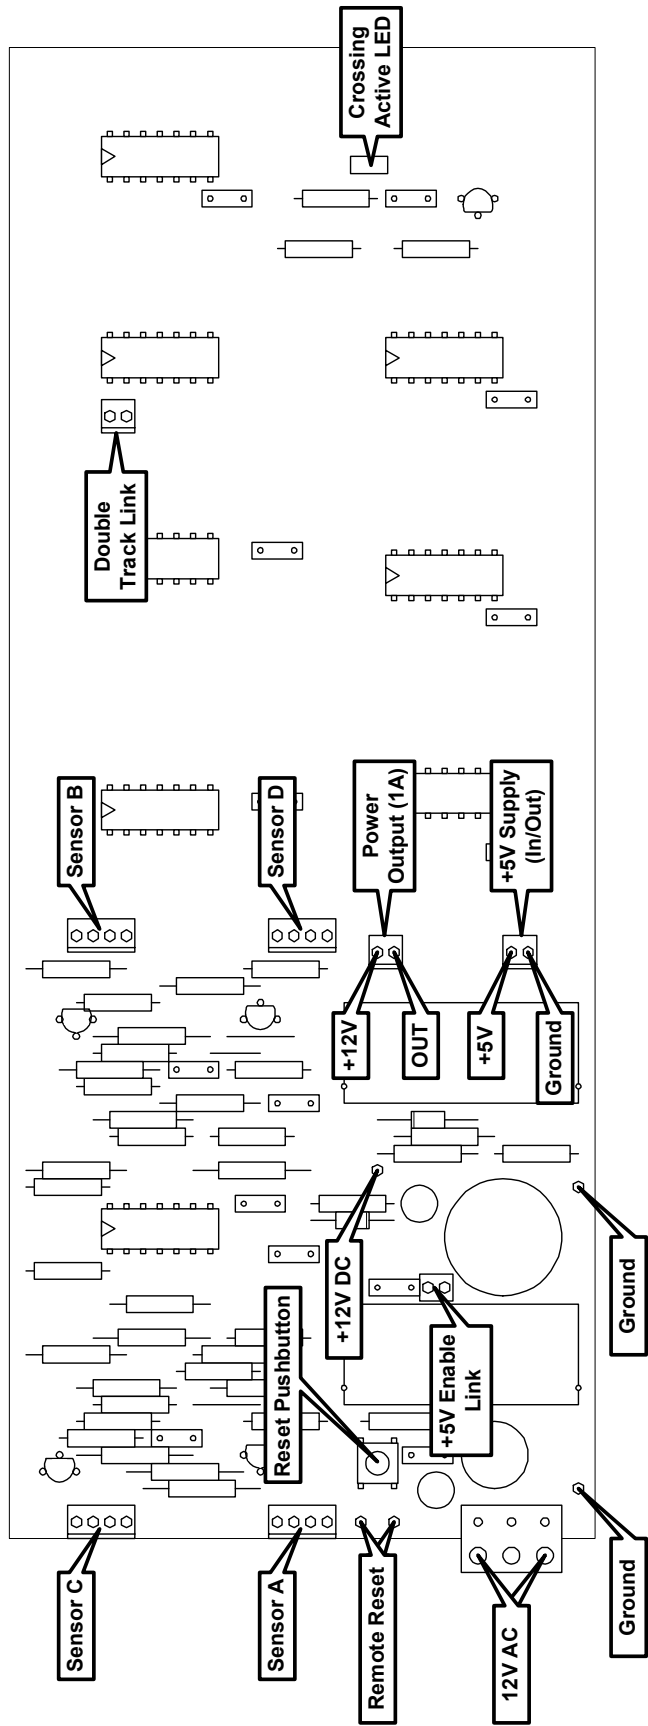 Crossing
Active LED
Double
Track Link
Sensor B
Sensor D
Power
Output (1A)
+5V Supply
(In/Out)
+12V
OUT
+5V
Ground
+12V DC
Ground
Reset Pushbutton
+5V Enable
Link
Sensor C
Sensor A
Remote Reset
12V AC
Ground